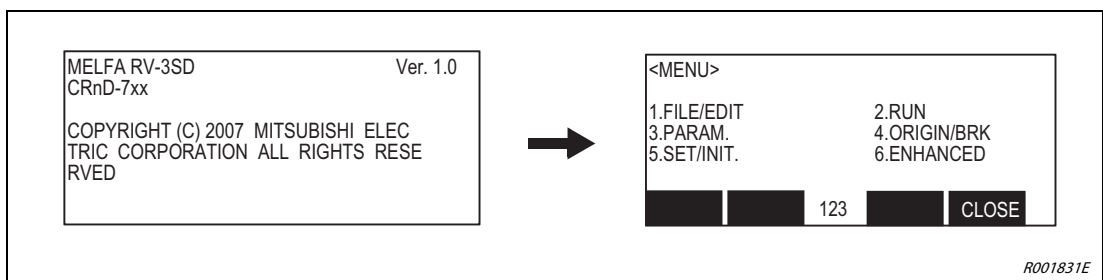 MELFA RV-3SD Ver. 1.0
CRnD-7xx
COPYRIGHT (C) 2007 MITSUBISHI ELEC
TRIC CORPORATION ALL RIGHTS RESE
RVED
<MENU>
1.FILE/EDIT 2.RUN
3.PARAM. 4.ORIGIN/BRK
5.SET/INIT. 6.ENHANCED
123 CLOSE
R001831E